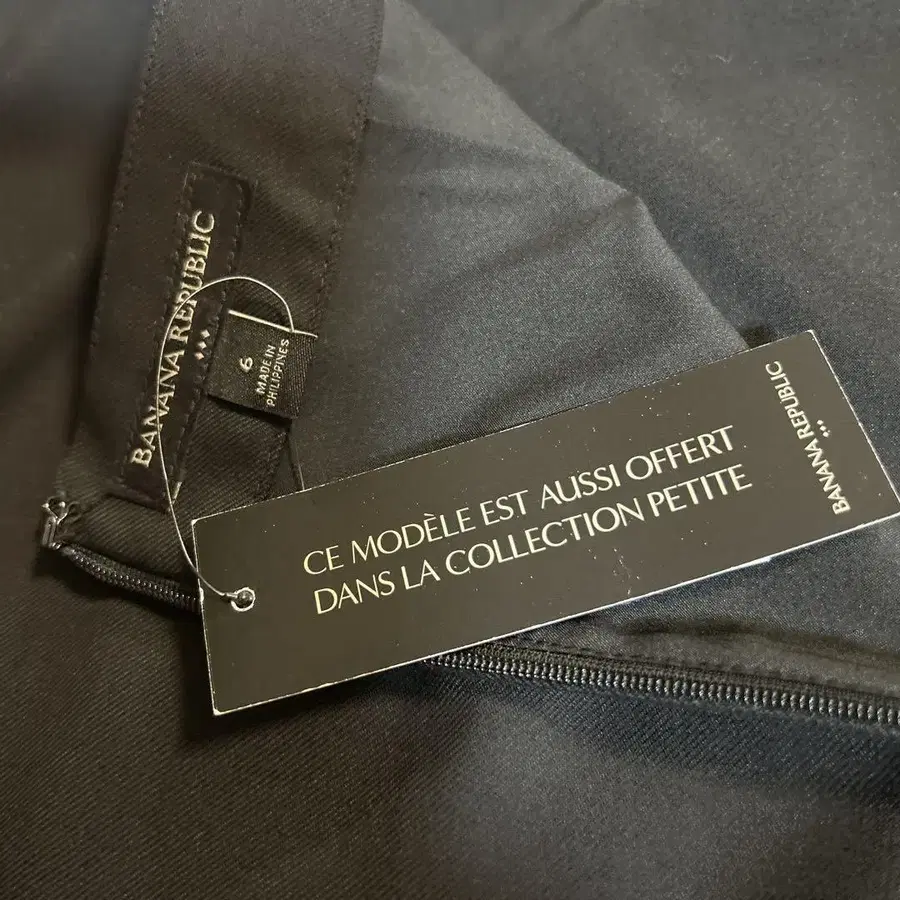 BANANA REPUBLIC
6
MADE IN
PHILIPPINES
CE MODÈLE EST AUSSI OFFERT
DANS LA COLLECTION PETITE
BANANA REPUBLIC